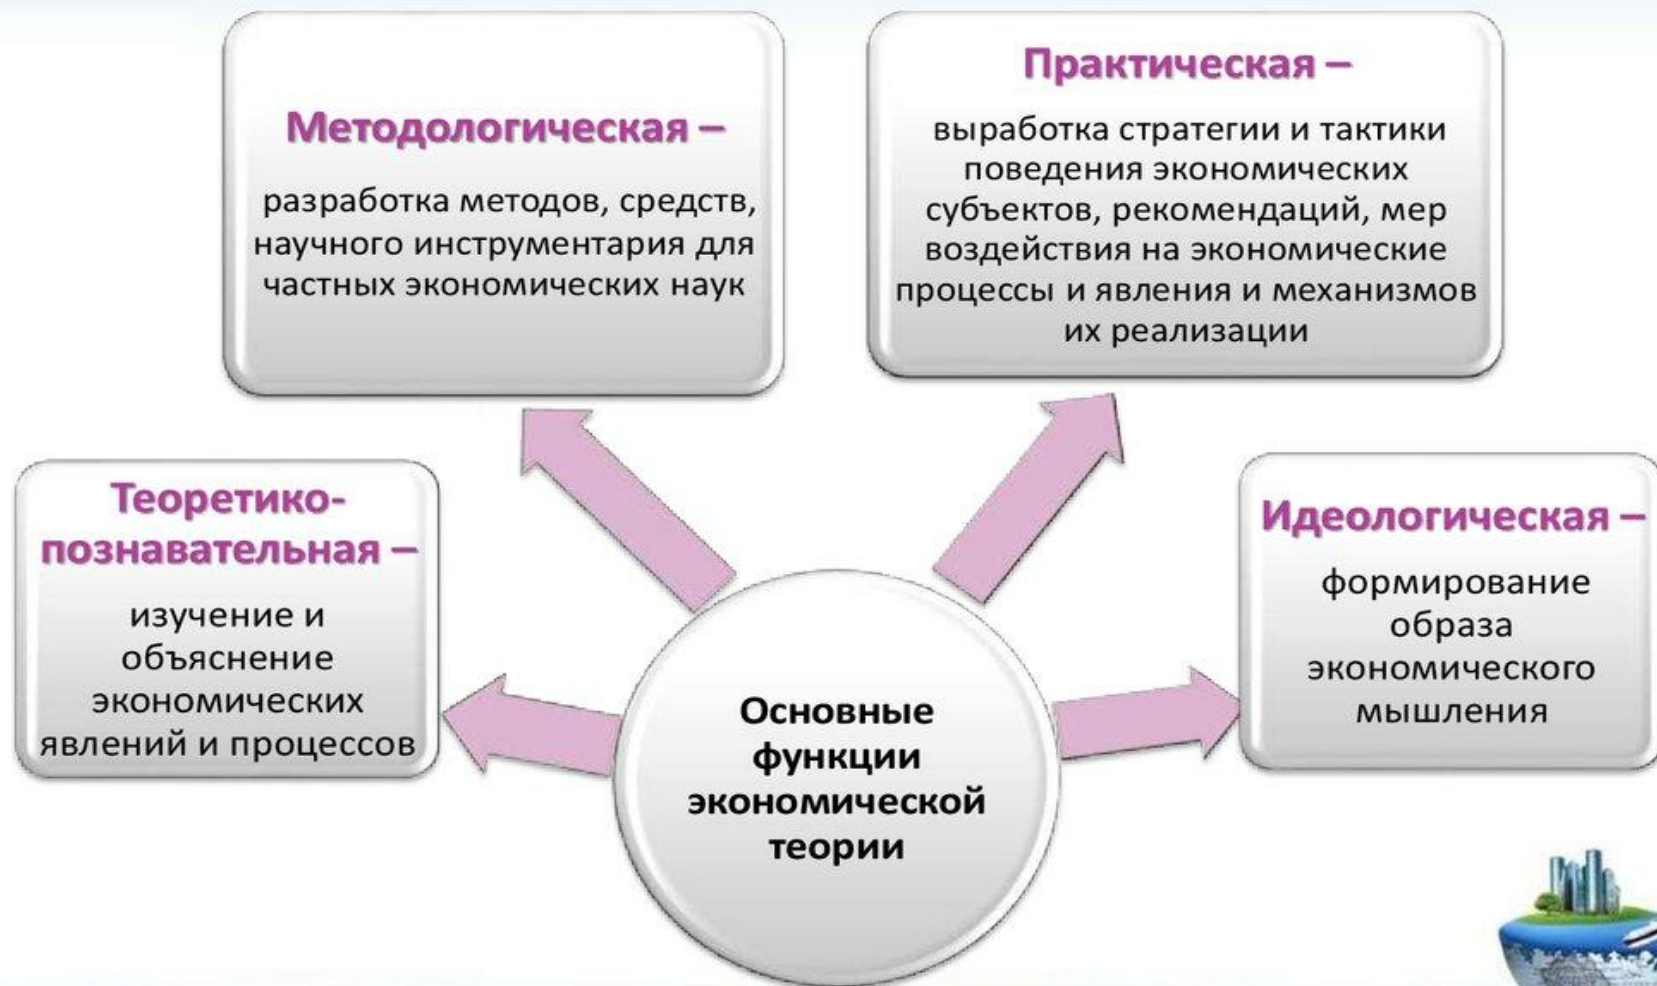 Методологическая –
разработка методов, средств,
научного инструментария для
частных экономических наук
Практическая –
выработка стратегии и тактики
поведения экономических
субъектов, рекомендаций, мер
воздействия на экономические
процессы и явления и механизмов
их реализации
Теоретико-
познавательная –
изучение и
объяснение
экономических
явлений и процессов
Идеологическая –
формирование
образа
экономического
мышления
Основные
функции
экономической
теории